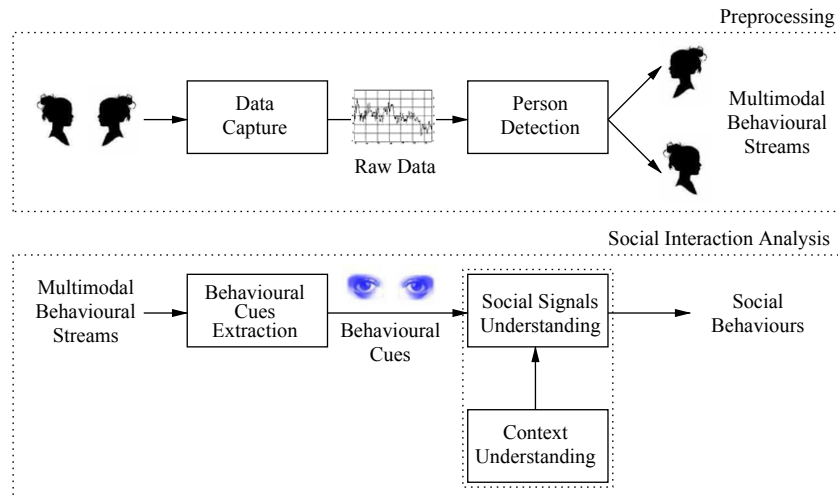 Preprocessing
Data
Capture
Raw Data
Person
Detection
Multimodal
Behavioural
Streams
Social Interaction Analysis
Multimodal
Behavioural
Streams
Behavioural
Cues
Extraction
Behavioural
Cues
Social Signals
Understanding
Context
Understanding
Social
Behaviours